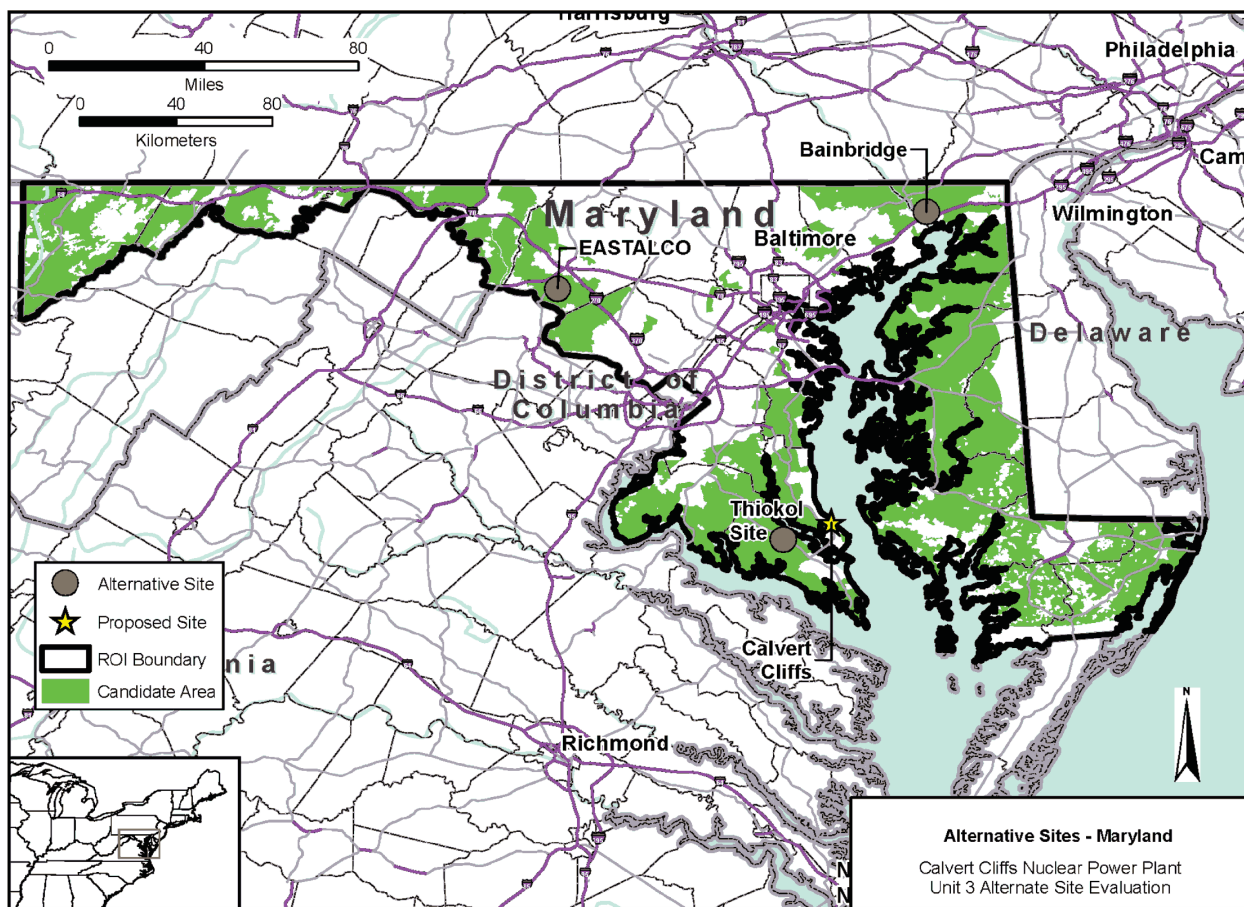 Harrisburg
0 40 80
Miles
0 40 80
Kilometers
Philadelphia
Bainbridge
Cam
Maryland
Wilmington
EASTALCO
Baltimore
Delaware
District of
Columbia
Thiokol
Site
Alternative Site
Proposed Site
ROI Boundary
nia
Candidate Area
Calvert
Cliffs
N
Richmond
Alternative Sites - Maryland
Calvert Cliffs Nuclear Power Plant
Unit 3 Alternate Site Evaluation
N
N